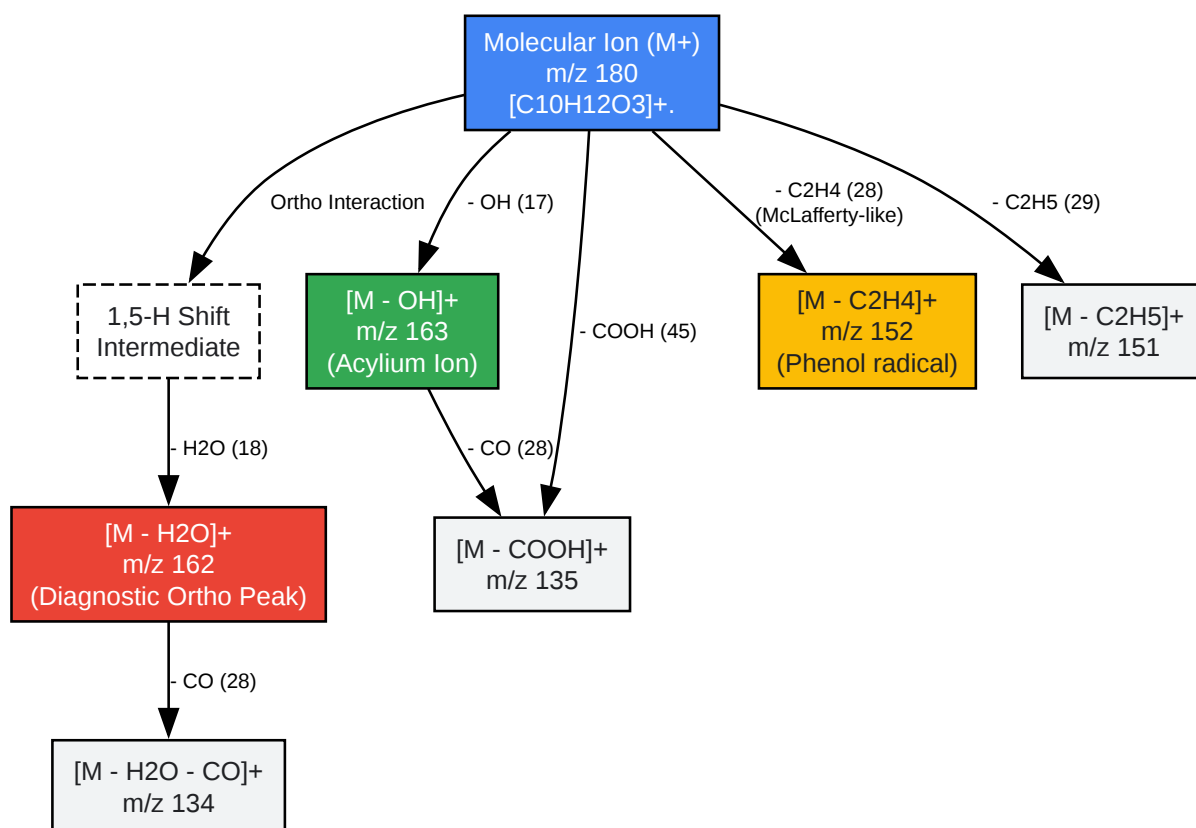 Molecular Ion (M+)
m/z 180
[C10H12O3]+.
Ortho Interaction
- OH (17)
- C2H4 (28)
(McLafferty-like)
- C2H5 (29)
1,5-H Shift
Intermediate
[M - OH]+
m/z 163
(Acylium Ion)
- COOH (45)
[M - C2H4]+
m/z 152
(Phenol radical)
[M - C2H5]+
m/z 151
- H2O (18)
- CO (28)
[M - H2O]+
m/z 162
(Diagnostic Ortho Peak)
[M - COOH]+
m/z 135
- CO (28)
[M - H2O - CO]+
m/z 134